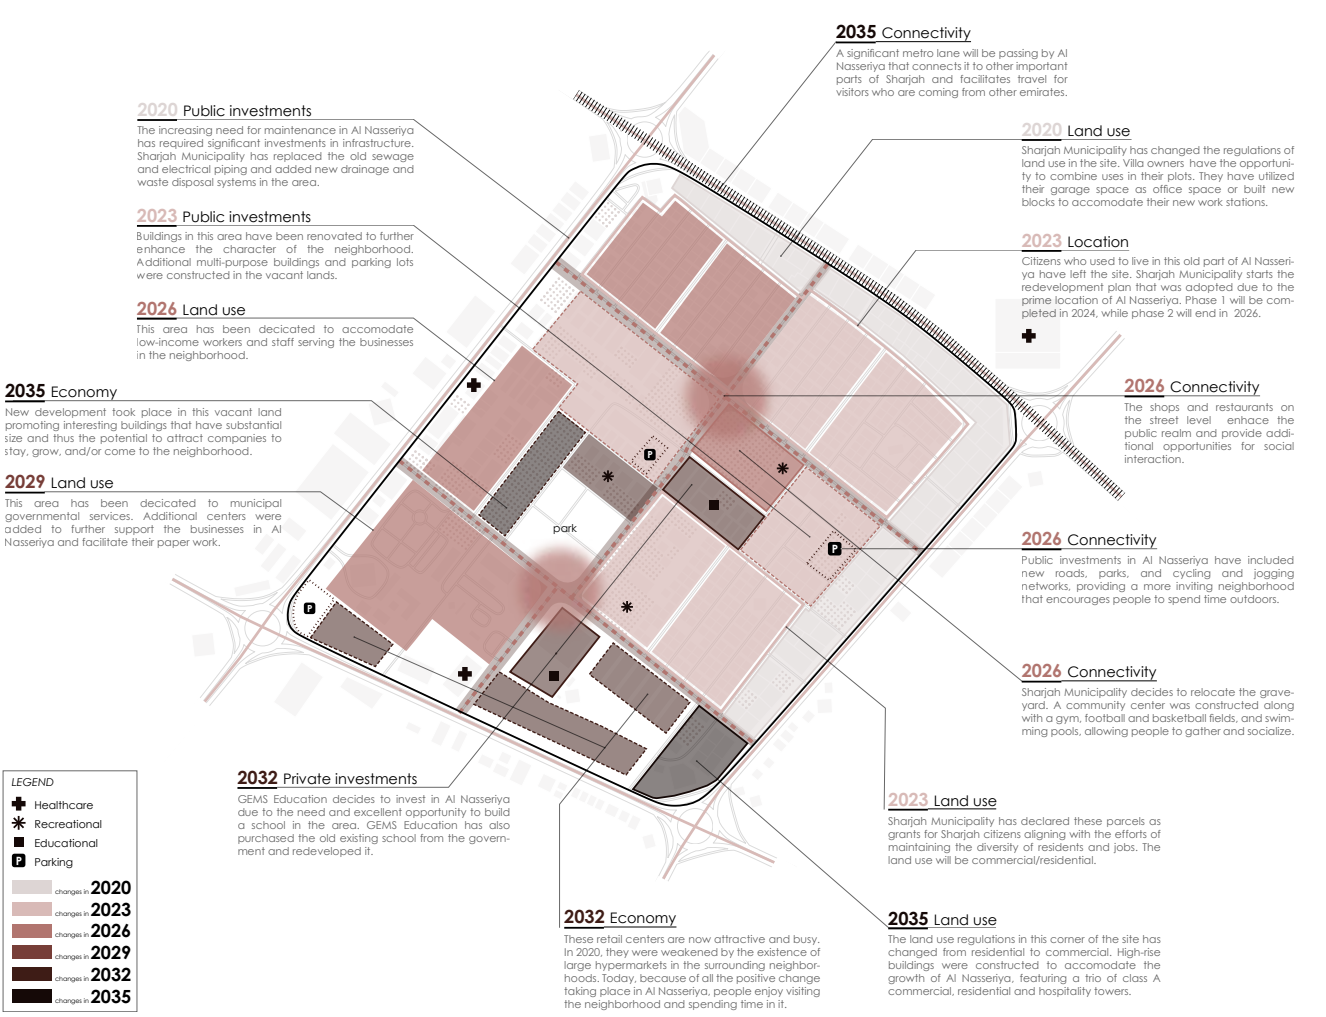 2035 Connectivity
A significant metro lane will be passing by Al
Nasseriya that connects it to other important
parts of Sharjah and facilitates travel for
visitors who are coming from other emirates.
2020 Public investments
The increasing need for maintenance in Al Nasseriya
has required significant investments in infrastructure.
Sharjah Municipality has replaced the old sewage
and electrical piping and added new drainage and
waste disposal systems in the area.
2020 Land use
Sharjah Municipality has changed the regulations of
land use in the site. Villa owners have the opportuni-
ty to combine uses in their plots. They have utilized
their garage space as office space or built new
blocks to accomodate their new work stations.
2023 Public investments
Buildings in this area have been renovated to further
enhance the character of the neighborhood.
Additional multi-purpose buildings and parking lots
were constructed in the vacant lands.
2023 Location
Citizens who used to live in this old part of Al Nasseri-
ya have left the site. Sharjah Municipality starts the
redevelopment plan that was adopted due to the
prime location of Al Nasseriya. Phase 1 will be com-
pleted in 2024, while phase 2 will end in 2026.
2026 Land use
This area has been decicated to accomodate
low-income workers and staff serving the businesses
in the neighborhood.
2035 Economy
New development took place in this vacant land
promoting interesting buildings that have substantial
size and thus the potential to attract companies to
stay, grow, and/or come to the neighborhood.
2026 Connectivity
The shops and restaurants on
the street level enhace the
public realm and provide addi-
tional opportunities for social
interaction.
2029 Land use
This area has been decicated to municipal
governmental services. Additional centers were
added to further support the businesses in Al
Nasseriya and facilitate their paper work.
P
park
P
P
2026 Connectivity
Public investments in Al Nasseriya have included
new roads, parks, and cycling and jogging
networks, providing a more inviting neighborhood
that encourages people to spend time outdoors.
2026 Connectivity
Sharjah Municipality decides to relocate the grave-
yard. A community center was constructed along
with a gym, football and basketball fields, and swim-
ming pools, allowing people to gather and socialize.
2032 Private investments
GEMS Education decides to invest in Al Nasseriya
due to the need and excellent opportunity to build
a school in the area. GEMS Education has also
purchased the old existing school from the govern-
ment and redeveloped it.
2023 Land use
Sharjah Municipality has declared these parcels as
grants for Sharjah citizens aligning with the efforts of
maintaining the diversity of residents and jobs. The
land use will be commercial/residential.
2032 Economy
These retail centers are now attractive and busy.
In 2020, they were weakened by the existence of
large hypermarkets in the surrounding neighbor-
hoods. Today, because of all the positive change
taking place in Al Nasseriya, people enjoy visiting
the neighborhood and spending time in it.
2035 Land use
The land use regulations in this corner of the site has
changed from residential to commercial. High-rise
buildings were constructed to accomodate the
growth of Al Nasseriya, featuring a trio of class A
commercial, residential and hospitality towers.
LEGEND
Healthcare
Recreational
Educational
P Parking
changes in 2020
changes in 2023
changes in 2026
changes in 2029
changes in 2032
changes in 2035